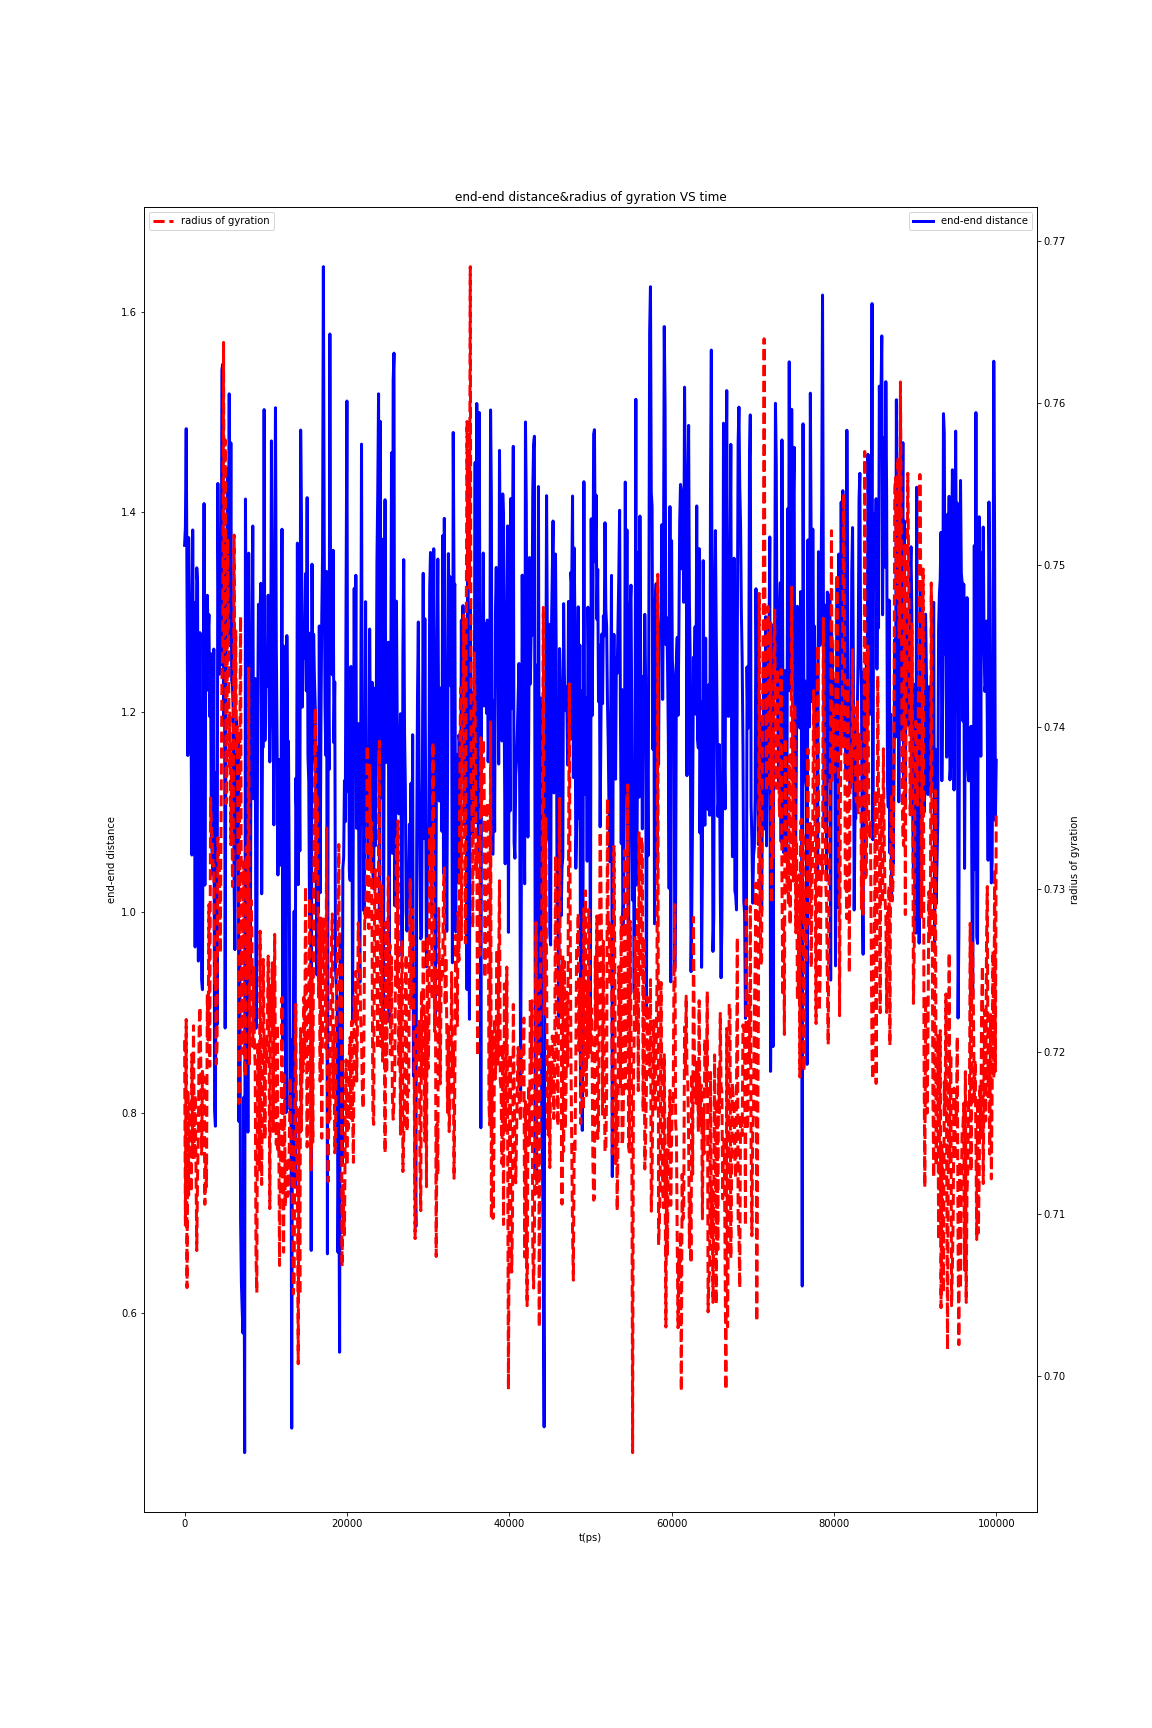 end-end distance&radius of gyration VS time
radius of gyration
end-end distance
0.77
1.6
0.76
1.4
0.75
1.2
0.74
end-end distance
radius of gyration
1.0
0.73
0.72
0.8
0.71
0.6
0.70
0 20000 40000 60000 80000 100000
t(ps)